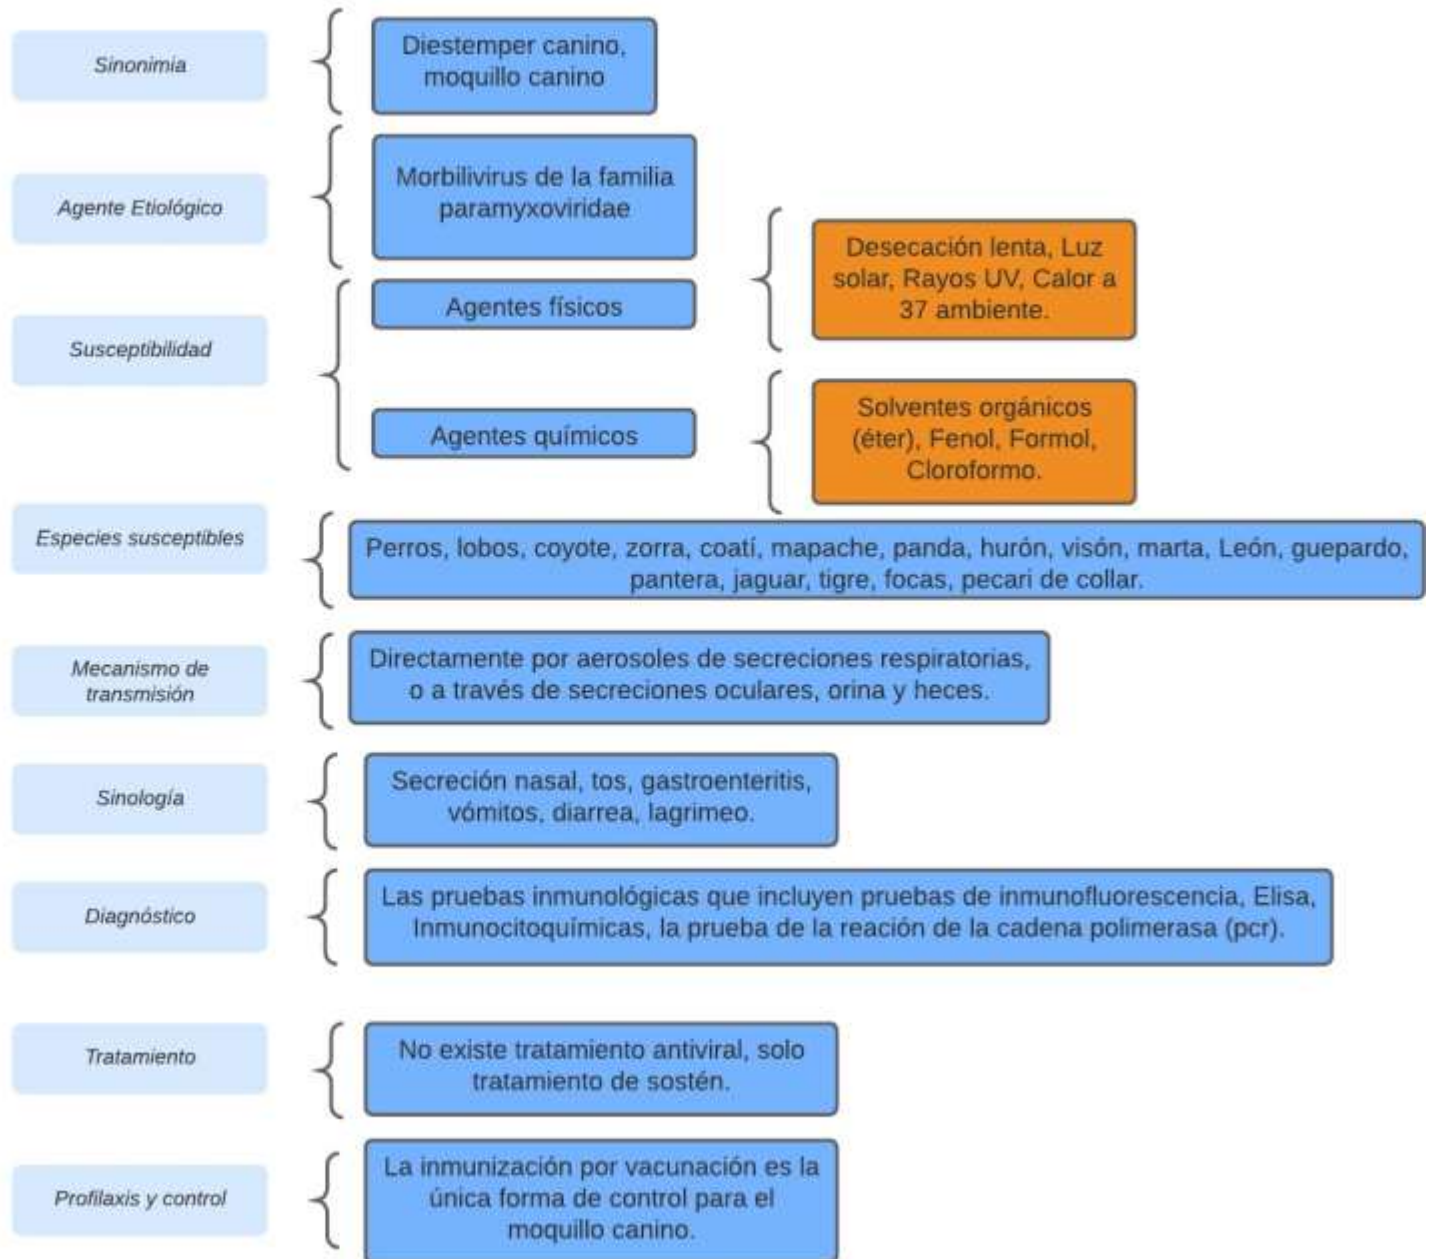 Sinonimia
Diestemper canino,
moquillo canino
Agente Etiológico
Morbilivirus de la familia
paramyxoviridae
Susceptibilidad
Agentes físicos
Desecación lenta, Luz
solar, Rayos UV, Calor a
37 ambiente.
Agentes químicos
Solventes orgánicos
(éter), Fenol, Formol,
Cloroformo.
Especies susceptibles
Perros, lobos, coyote, zorra, coatí, mapache, panda, hurón, visón, marta, León, guepardo,
pantera, jaguar, tigre, focas, pecari de collar.
Mecanismo de
transmisión
Directamente por aerosoles de secreciones respiratorias,
o a través de secreciones oculares, orina y heces.
Sinología
Secreción nasal, tos, gastroenteritis,
vómitos, diarrea, lagrimeo.
Diagnóstico
Las pruebas inmunológicas que incluyen pruebas de inmunofluorescencia, Elisa,
Inmunocitoquímicas, la prueba de la reación de la cadena polimerasa (pcr).
Tratamiento
No existe tratamiento antiviral, solo
tratamiento de sostén.
Profilaxis y control
La inmunización por vacunación es la
única forma de control para el
moquillo canino.